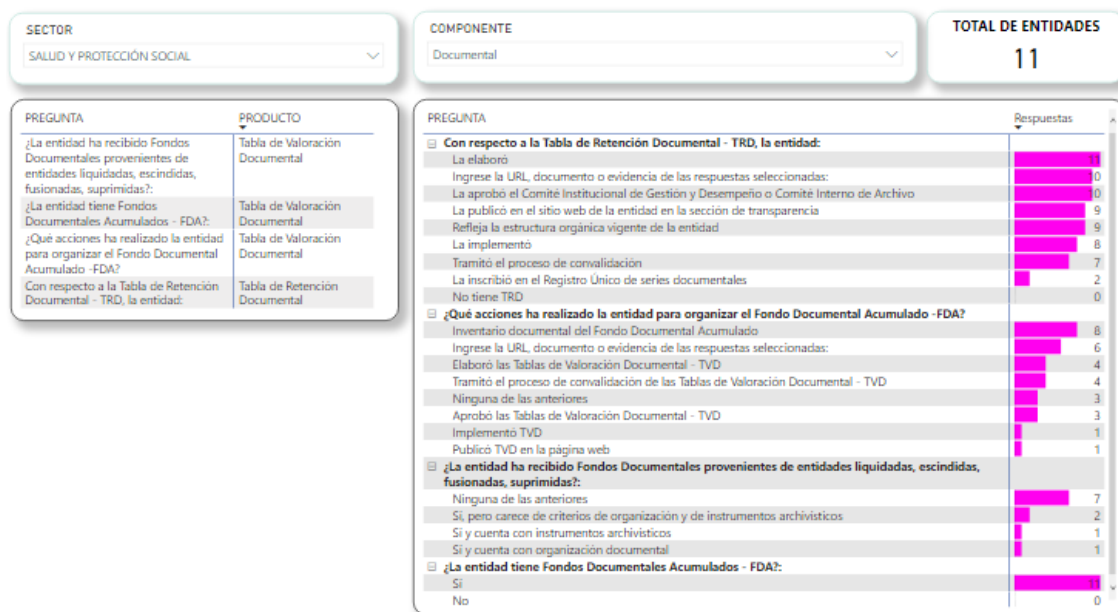 SECTOR
SALUD Y PROTECCIÓN SOCIAL
COMPONENTE
Documental
TOTAL DE ENTIDADES
11
PREGUNTA PRODUCTO
¿La entidad ha recibido Fondos Tabla de Valoración
Documentales provenientes de Documental
entidades liquidadas, escindidas,
fusionadas, suprimidas?:
¿La entidad tiene Fondos Tabla de Valoración
Documentales Acumulados - FDA?: Documental
¿Qué acciones ha realizado la entidad Tabla de Valoración
para organizar el Fondo Documental Documental
Acumulado -FDA?
Con respecto a la Tabla de Retención Tabla de Retención
Documental - TRD, la entidad: Documental
PREGUNTA Respuestas
Con respecto a la Tabla de Retención Documental - TRD, la entidad:
La elaboró 11
Ingrese la URL, documento o evidencia de las respuestas seleccionadas: 10
La aprobó el Comité Institucional de Gestión y Desempeño o Comité Interno de Archivo 10
La publicó en el sitio web de la entidad en la sección de transparencia 9
Refleja la estructura orgánica vigente de la entidad 9
La implementó 8
Tramitó el proceso de convalidación 7
La inscribió en el Registro Único de series documentales 2
No tiene TRD 0
¿Qué acciones ha realizado la entidad para organizar el Fondo Documental Acumulado -FDA?
Inventario documental del Fondo Documental Acumulado 8
Ingrese la URL, documento o evidencia de las respuestas seleccionadas: 6
Elaboró las Tablas de Valoración Documental - TVD 4
Tramitó el proceso de convalidación de las Tablas de Valoración Documental - TVD 4
Ninguna de las anteriores 3
Aprobó las Tablas de Valoración Documental - TVD 3
Implementó TVD 1
Publicó TVD en la página web 1
¿La entidad ha recibido Fondos Documentales provenientes de entidades liquidadas, escindidas,
fusionadas, suprimidas?:
Ninguna de las anteriores 7
Sí, pero carece de criterios de organización y de instrumentos archivísticos 2
Sí y cuenta con instrumentos archivísticos 1
Sí y cuenta con organización documental 1
¿La entidad tiene Fondos Documentales Acumulados - FDA?:
Sí 11
No 0